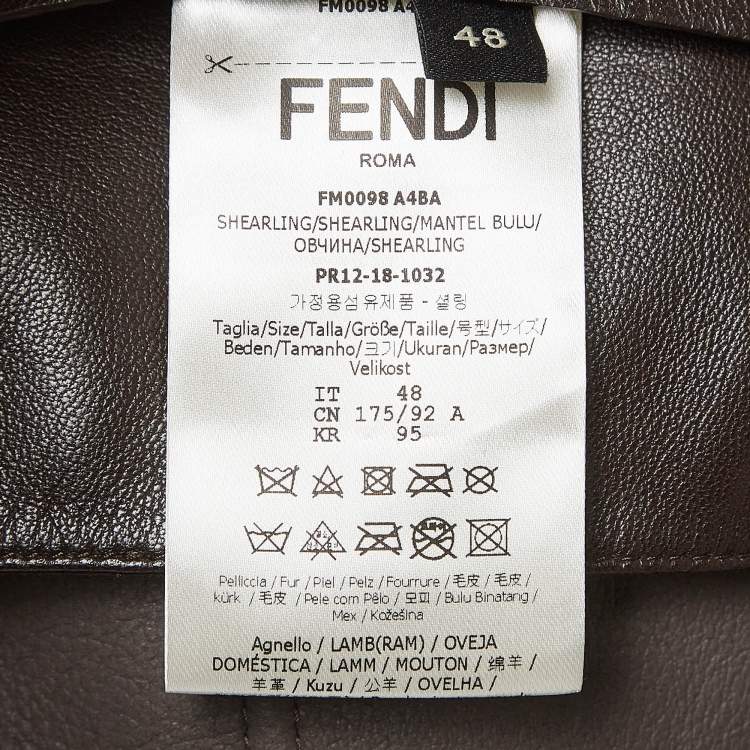 FM0098 A4
48
FENDI
ROMA
FM0098 A4BA
SHEARLING/SHEARLING/MANTEL BULU/
ОВЧИНА/SHEARLING
PR12-18-1032
가정용섬유제품 - 셜링
Taglia/Size/Talla/Größe/Taille/号型/サイズ/
Beden/Tamanho/크기/Ukuran/Размер/
Velikost
IT 48
CN 175/92 A
KR 95
Pelliccia / Fur / Piel / Pelz / Fourrure / 毛皮 / 毛皮 /
kürk / 毛皮 / Pele com Pêlo / 모피 / Bulu Binatang /
Mex / Kožešina
Agnello / LAMB(RAM) / OVEJA
DOMÉSTICA / LAMM / MOUTON / 绵羊 /
羊革 / Kuzu / 公羊 / OVELHA /